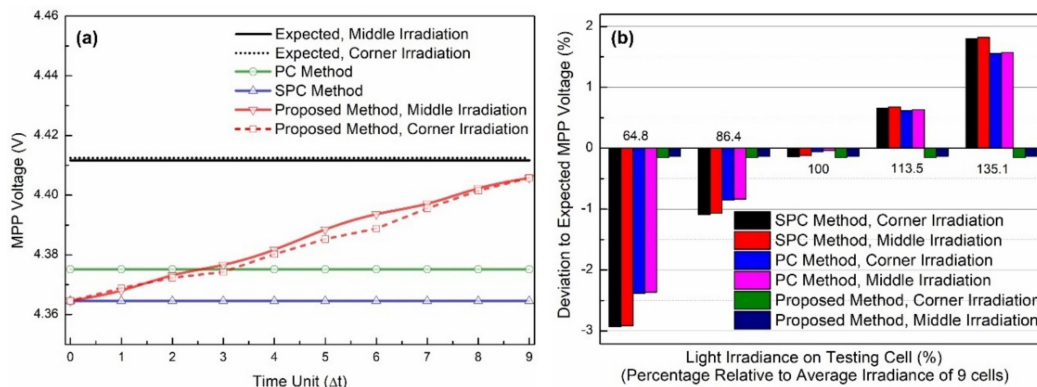 (a)
Expected, Middle Irradiation
Expected, Corner Irradiation
PC Method
SPC Method
Proposed Method, Middle Irradiation
Proposed Method, Corner Irradiation
MPP Voltage (V)
4.46
4.44
4.42
4.40
4.38
4.36
0 1 2 3 4 5 6 7 8 9
Time Unit (Δt)
(b)
Deviation to Expected MPP Voltage (%)
2
1
0
-1
-2
-3
64.8
86.4
100
113.5
135.1
SPC Method, Corner Irradiation
SPC Method, Middle Irradiation
PC Method, Corner Irradiation
PC Method, Middle Irradiation
Proposed Method, Corner Irradiation
Proposed Method, Middle Irradiation
Light Irradiance on Testing Cell (%)
(Percentage Relative to Average Irradiance of 9 cells)